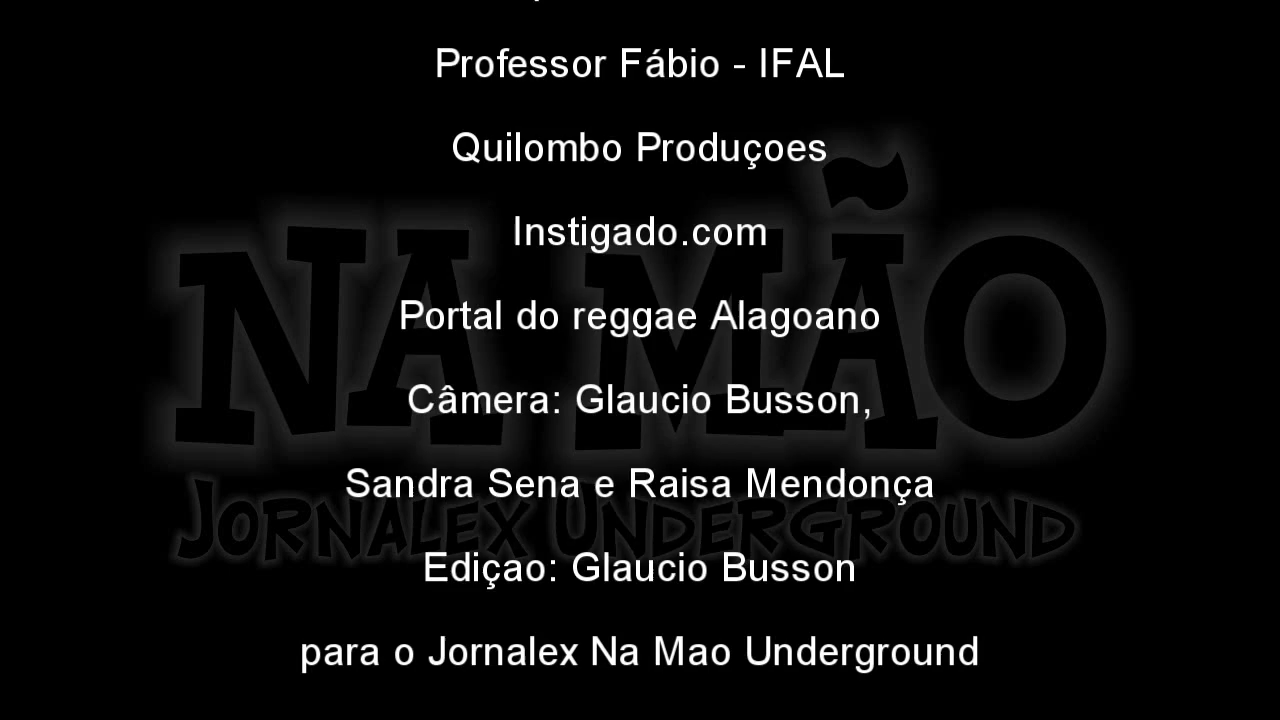 Professor Fábio - IFAL
Quilombo Produçoes
Instigado.com
Portal do reggae Alagoano
Câmera: Glaucio Busson,
Sandra Sena e Raisa Mendonça
Ediçao: Glaucio Busson
para o Jornalex Na Mao Underground
NA MÃO
JORNALEX UNDERGROUND